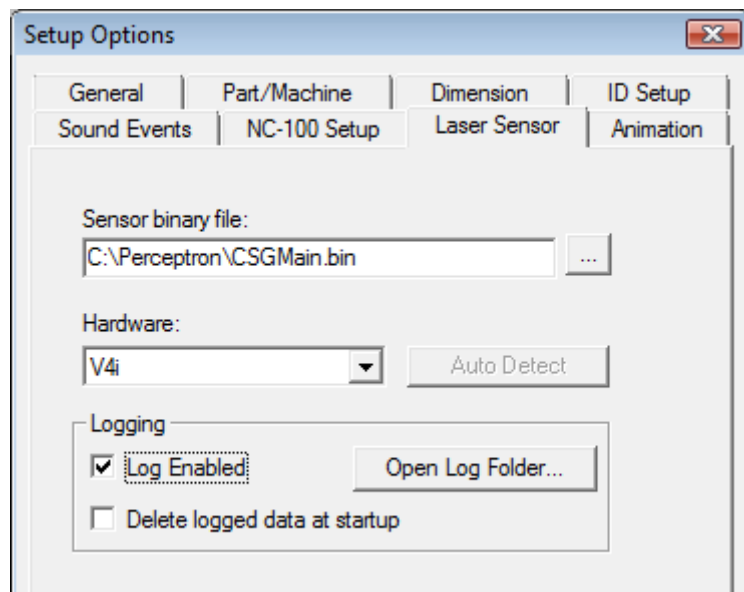 Setup Options
General Part/Machine Dimension ID Setup
Sound Events NC-100 Setup Laser Sensor Animation
Sensor binary file:
C:\Perceptron\CSGMain.bin ...
Hardware:
V4i Auto Detect
Logging
Log Enabled Open Log Folder...
Delete logged data at startup